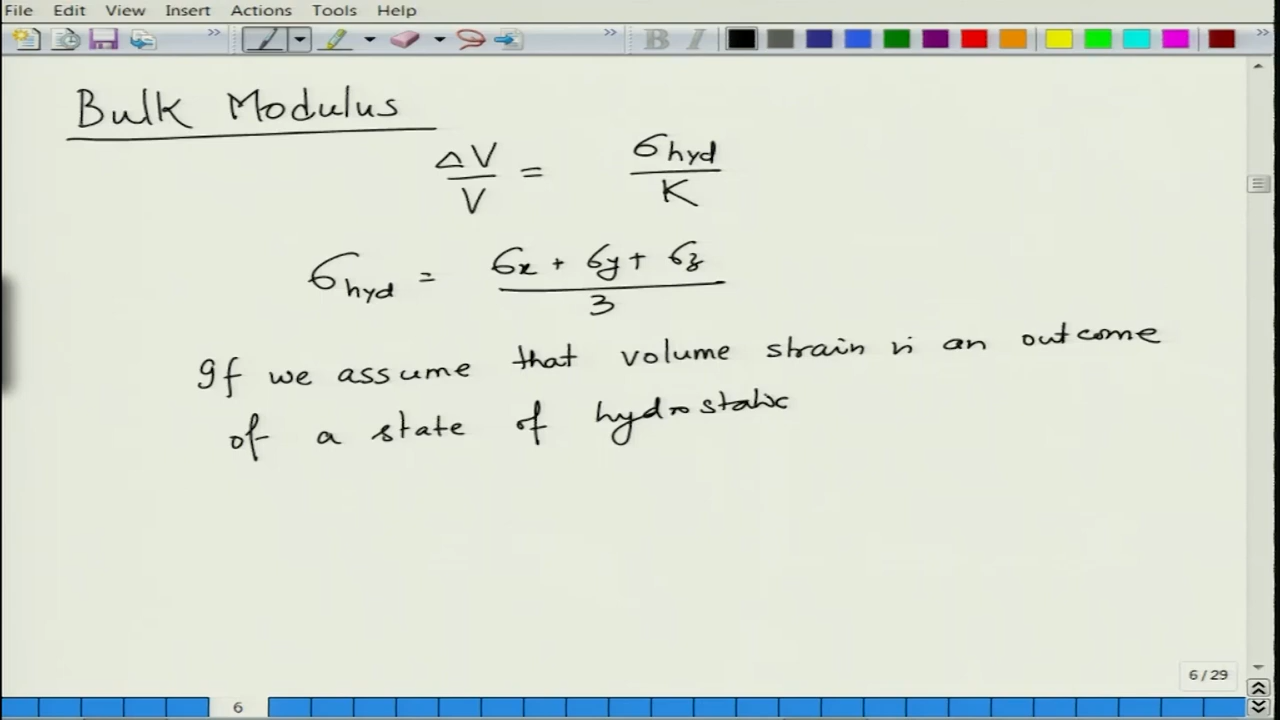 File Edit View Insert Actions Tools Help
B I
Bulk Modulus
ΔV/V = σhyd/K
σhyd = σx + σy + σz / 3
If we assume that volume strain is an outcome
of a state of hydrostatic
6 / 29
6